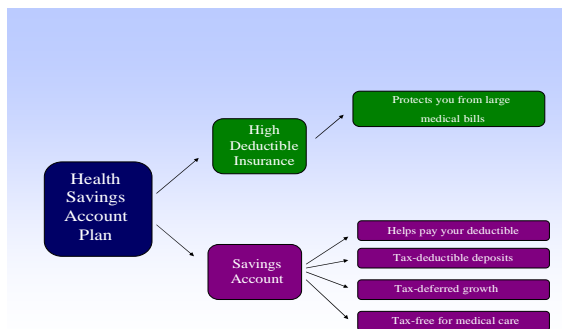 Protects you from large
medical bills
High
Deductible
Insurance
Health
Savings
Account
Plan
Helps pay your deductible
Savings
Account
Tax-deductible deposits
Tax-deferred growth
Tax-free for medical care